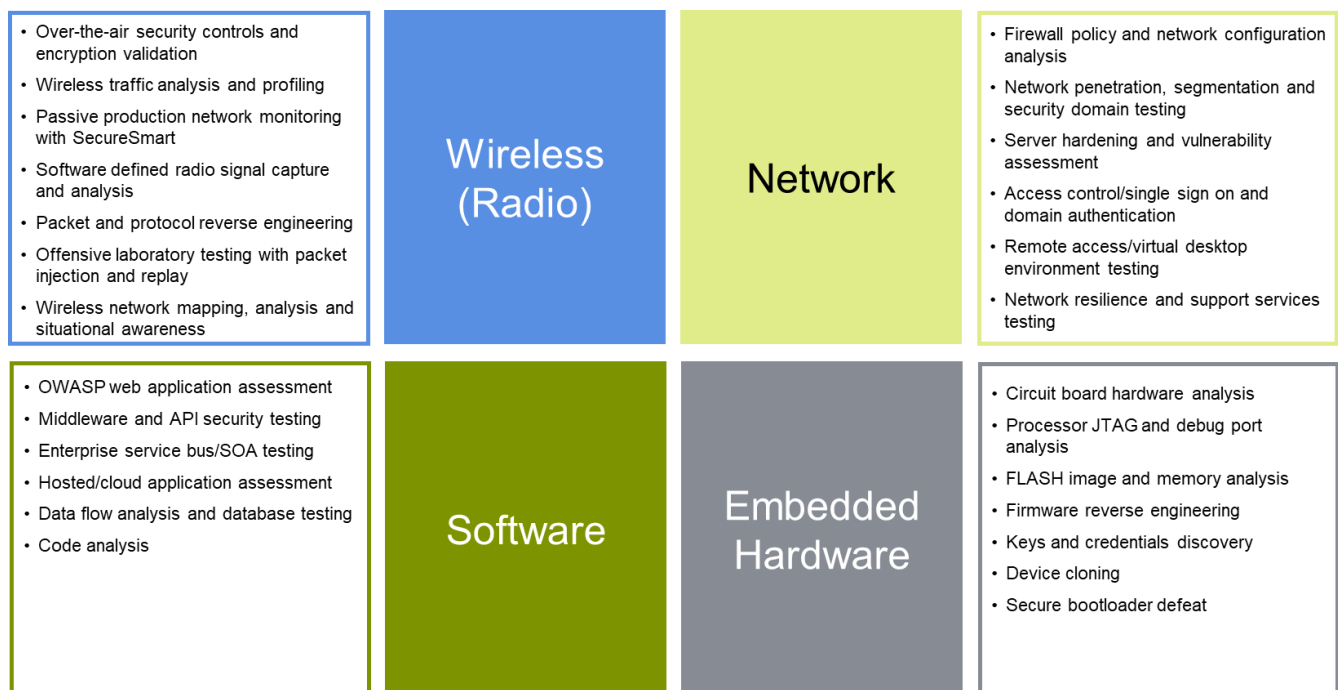 • Over-the-air security controls and
encryption validation
• Wireless traffic analysis and profiling
• Passive production network monitoring
with SecureSmart
• Software defined radio signal capture
and analysis
• Packet and protocol reverse engineering
• Offensive laboratory testing with packet
injection and replay
• Wireless network mapping, analysis and
situational awareness
Wireless
(Radio)
Network
• Firewall policy and network configuration
analysis
• Network penetration, segmentation and
security domain testing
• Server hardening and vulnerability
assessment
• Access control/single sign on and
domain authentication
• Remote access/virtual desktop
environment testing
• Network resilience and support services
testing
• OWASP web application assessment
• Middleware and API security testing
• Enterprise service bus/SOA testing
• Hosted/cloud application assessment
• Data flow analysis and database testing
• Code analysis
Software
Embedded
Hardware
• Circuit board hardware analysis
• Processor JTAG and debug port
analysis
• FLASH image and memory analysis
• Firmware reverse engineering
• Keys and credentials discovery
• Device cloning
• Secure bootloader defeat